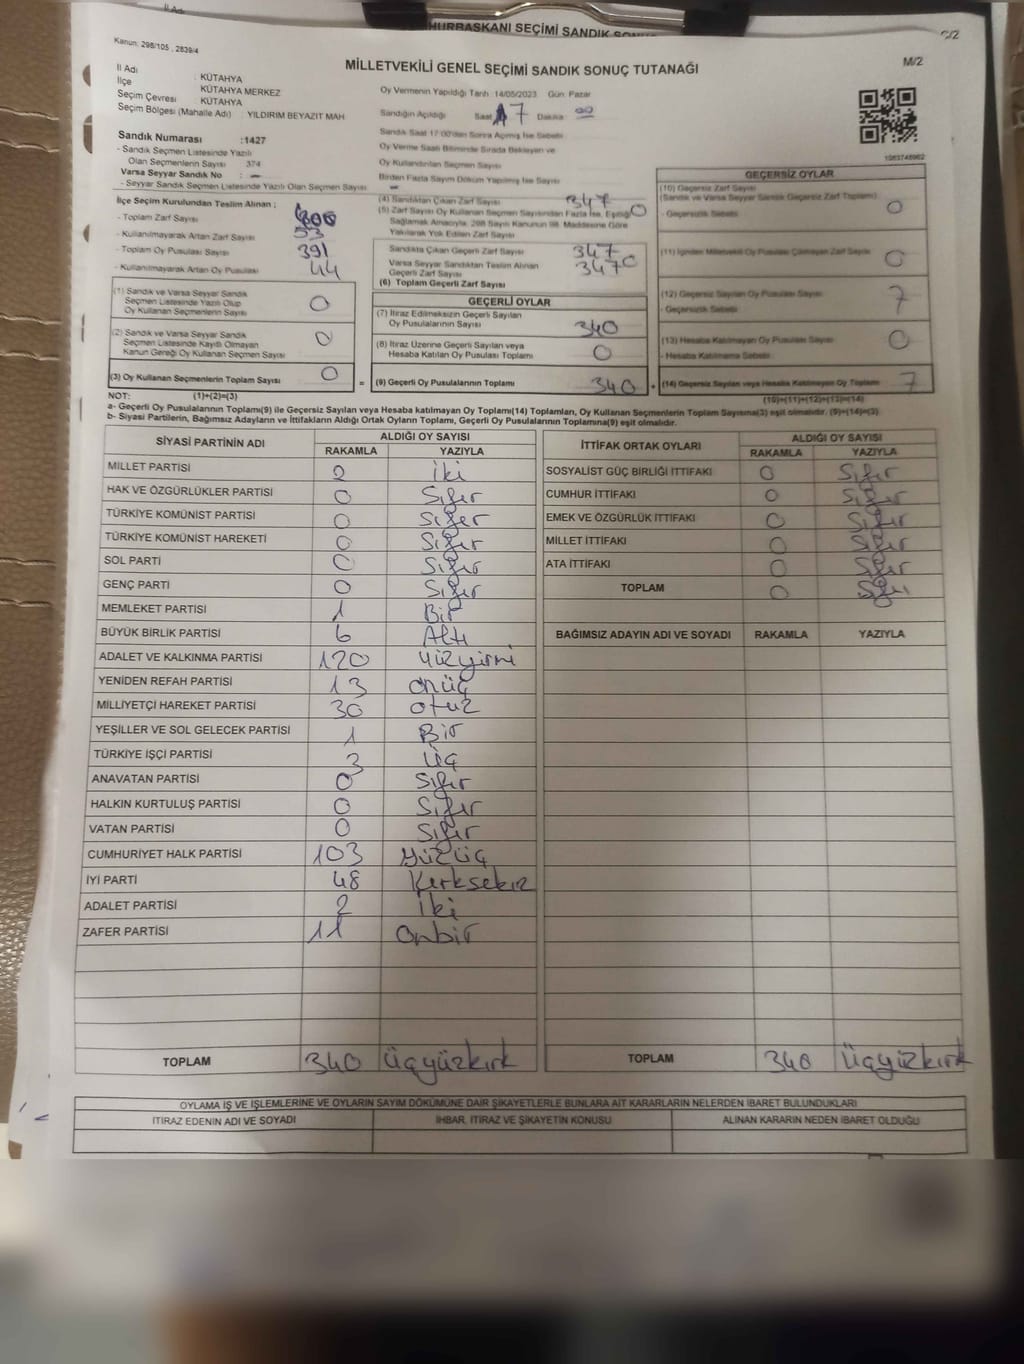 İl Adı
HURBAŞKANI SEÇİMİ SANDIK
C/2
Kanun: 298/105 , 2839/4
M/2
MİLLETVEKİLİ GENEL SEÇİMİ SANDIK SONUÇ TUTANAĞI
İl Adı : KÜTAHYA
İlçe : KÜTAHYA MERKEZ
Seçim Çevresi : KÜTAHYA
Seçim Bölgesi (Mahalle Adı) : YILDIRIM BEYAZIT MAH
Oy Vermenin Yapıldığı Tarih : 14/05/2023 Gün: Pazar
Sandığın Açıldığı Saat 17 Dakika 00
Sandık Saat 17:00'den Sonra Açılmış İse Sebebi
Oy Verme Saati Bitiminde Sırada Bekleyen ve
Oy Kullandırılan Seçmen Sayısı
Birden Fazla Sayım Döküm Yapılmış İse Sayısı
Sandık Numarası : 1427
- Sandık Seçmen Listesinde Yazılı
Olan Seçmenlerin Sayısı 374
Varsa Seyyar Sandık No : -
- Seyyar Sandık Seçmen Listesinde Yazılı Olan Seçmen Sayısı -
İlçe Seçim Kurulundan Teslim Alınan ;
- Toplam Zarf Sayısı 400
- Kullanılmayarak Artan Zarf Sayısı 53
- Toplam Oy Pusulası Sayısı 391
- Kullanılmayarak Artan Oy Pusulası 44
(1) Sandık ve Varsa Seyyar Sandık
Seçmen Listesinde Yazılı Olup
Oy Kullanan Seçmenlerin Sayısı 0
(2) Sandık ve Varsa Seyyar Sandık
Seçmen Listesinde Kayıtlı Olmayan
Kanun Gereği Oy Kullanan Seçmen Sayısı 0
(3) Oy Kullanan Seçmenlerin Toplam Sayısı 0
(4) Sandıktan Çıkan Zarf Sayısı 347
(5) Zarf Sayısı Oy Kullanan Seçmen Sayısından Fazla İse, Eşitliği 0
Sağlamak Amacıyla, 298 Sayılı Kanunun 98. Maddesine Göre
Yakılarak Yok Edilen Zarf Sayısı
Sandıkta Çıkan Geçerli Zarf Sayısı 347
Varsa Seyyar Sandıktan Teslim Alınan 0
Geçerli Zarf Sayısı
(6) Toplam Geçerli Zarf Sayısı 347
GEÇERLİ OYLAR
(7) İtiraz Edilmeksizin Geçerli Sayılan
Oy Pusulalarının Sayısı 340
(8) İtiraz Üzerine Geçerli Sayılan veya
Hesaba Katılan Oy Pusulası Toplamı 0
= (9) Geçerli Oy Pusulalarının Toplamı 340 +
GEÇERSİZ OYLAR
(10) Geçersiz Zarf Sayısı
(Sandık ve Varsa Seyyar Sandık Geçersiz Zarf Toplamı) 0
- Geçersizlik Sebebi
(11) İçinden Milletvekili Oy Pusulası Çıkmayan Zarf Sayısı 0
(12) Geçersiz Sayılan Oy Pusulası Sayısı 7
- Geçersizlik Sebebi
(13) Hesaba Katılmayan Oy Pusulası Sayısı 0
- Hesaba Katılmama Sebebi
(14) Geçersiz Sayılan veya Hesaba Katılmayan Oy Toplamı 7
NOT: (1)+(2)=(3) (10)+(11)+(12)+(13)=(14)
a- Geçerli Oy Pusulalarının Toplamı(9) ile Geçersiz Sayılan veya Hesaba katılmayan Oy Toplamı(14) Toplamları, Oy Kullanan Seçmenlerin Toplam Sayısına(3) eşit olmalıdır. (9)+(14)=(3)
b- Siyasi Partilerin, Bağımsız Adayların ve İttifakların Aldığı Ortak Oyların Toplamı, Geçerli Oy Pusulalarının Toplamına(9) eşit olmalıdır.
SİYASİ PARTİNİN ADI ALDIĞI OY SAYISI
RAKAMLA YAZIYLA
MİLLET PARTİSİ 2 İki
HAK VE ÖZGÜRLÜKLER PARTİSİ 0 Sıfır
TÜRKİYE KOMÜNİST PARTİSİ 0 Sıfır
TÜRKİYE KOMÜNİST HAREKETİ 0 Sıfır
SOL PARTİ 0 Sıfır
GENÇ PARTİ 0 Sıfır
MEMLEKET PARTİSİ 1 Bir
BÜYÜK BİRLİK PARTİSİ 6 Altı
ADALET VE KALKINMA PARTİSİ 120 Yüzyirmi
YENİDEN REFAH PARTİSİ 13 onüç
MİLLİYETÇİ HAREKET PARTİSİ 30 otuz
YEŞİLLER VE SOL GELECEK PARTİSİ 1 Bir
TÜRKİYE İŞÇİ PARTİSİ 3 Üç
ANAVATAN PARTİSİ 0 Sıfır
HALKIN KURTULUŞ PARTİSİ 0 Sıfır
VATAN PARTİSİ 0 Sıfır
CUMHURİYET HALK PARTİSİ 103 yüzüç
İYİ PARTİ 48 Kırksekiz
ADALET PARTİSİ 2 İki
ZAFER PARTİSİ 11 Onbir
TOPLAM 340 Üçyüzkırk
İTTİFAK ORTAK OYLARI ALDIĞI OY SAYISI
RAKAMLA YAZIYLA
SOSYALİST GÜÇ BİRLİĞİ İTTİFAKI 0 Sıfır
CUMHUR İTTİFAKI 0 Sıfır
EMEK VE ÖZGÜRLÜK İTTİFAKI 0 Sıfır
MİLLET İTTİFAKI 0 Sıfır
ATA İTTİFAKI 0 Sıfır
TOPLAM 0 Sıfır
BAĞIMSIZ ADAYIN ADI VE SOYADI RAKAMLA YAZIYLA
TOPLAM 340 Üçyüzkırk
OYLAMA İŞ VE İŞLEMLERİNE VE OYLARIN SAYIM DÖKÜMÜNE DAİR ŞİKAYETLERLE BUNLARA AİT KARARLARIN NELERDEN İBARET BULUNDUKLARI
İTİRAZ EDENİN ADI VE SOYADI İHBAR, İTİRAZ VE ŞİKAYETİN KONUSU ALINAN KARARIN NEDEN İBARET OLDUĞU